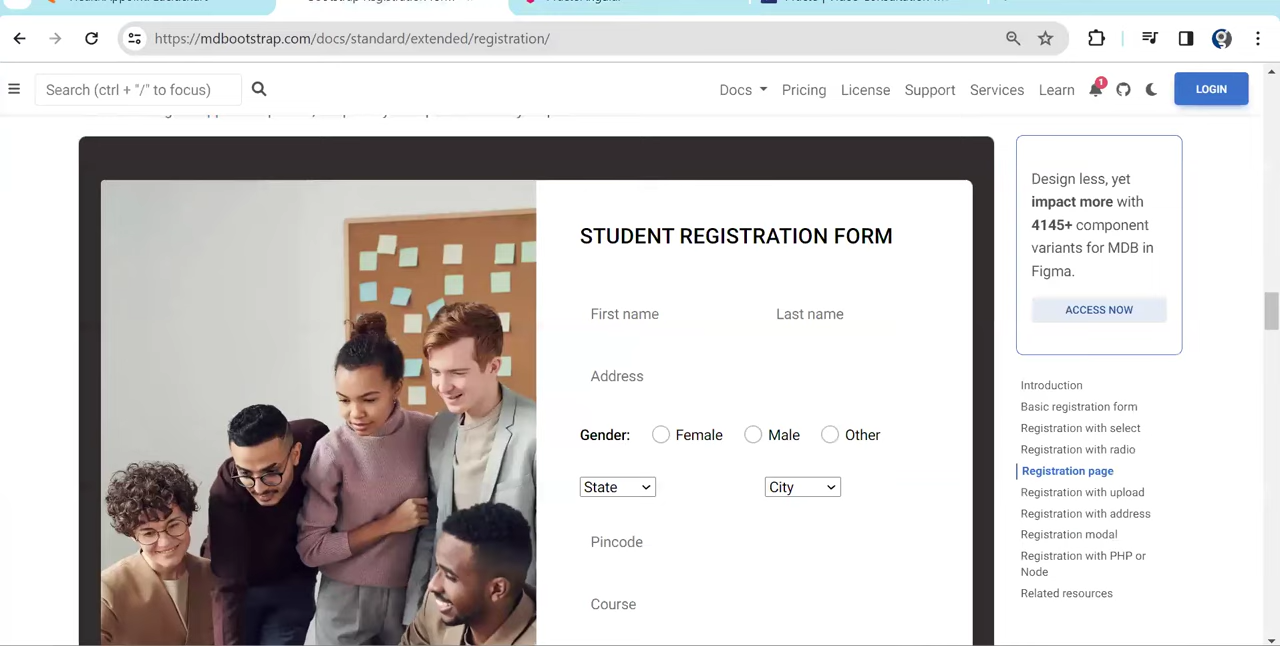 https://mdbootstrap.com/docs/standard/extended/registration/
Search (ctrl + "/" to focus)
Docs
Pricing
License
Support
Services
Learn
1
LOGIN
STUDENT REGISTRATION FORM
First name
Last name
Address
Gender:
Female
Male
Other
State
City
Pincode
Course
Design less, yet
impact more with
4145+ component
variants for MDB in
Figma.
ACCESS NOW
Introduction
Basic registration form
Registration with select
Registration with radio
Registration page
Registration with upload
Registration with address
Registration modal
Registration with PHP or
Node
Related resources